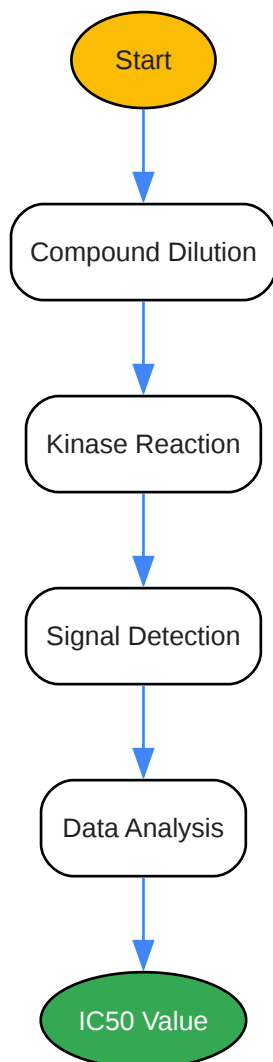 Start
Compound Dilution
Kinase Reaction
Signal Detection
Data Analysis
IC50 Value